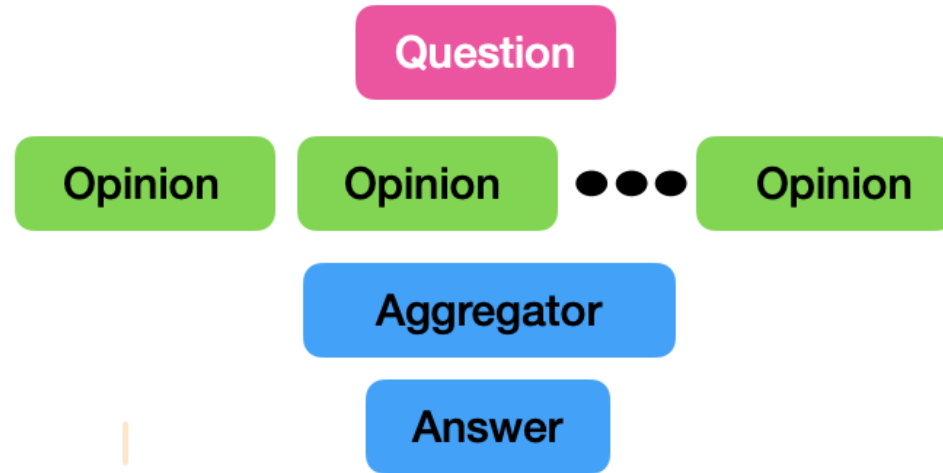 Question
Opinion Opinion ●●● Opinion
Aggregator
Answer